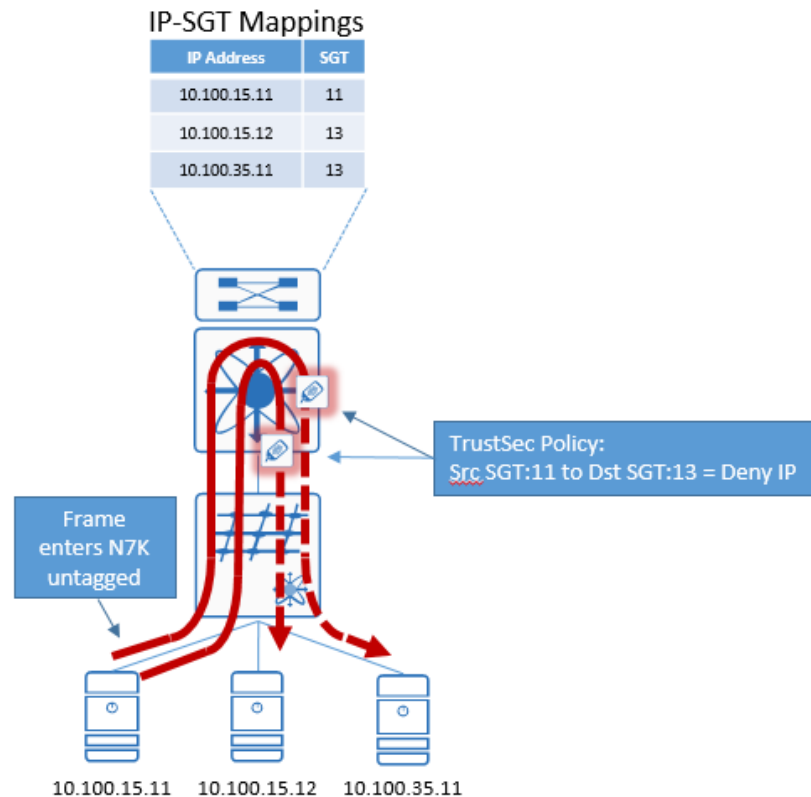 IP-SGT Mappings
IP Address SGT
10.100.15.11 11
10.100.15.12 13
10.100.35.11 13
TrustSec Policy:
Src SGT:11 to Dst SGT:13 = Deny IP
Frame
enters N7K
untagged
10.100.15.11 10.100.15.12 10.100.35.11